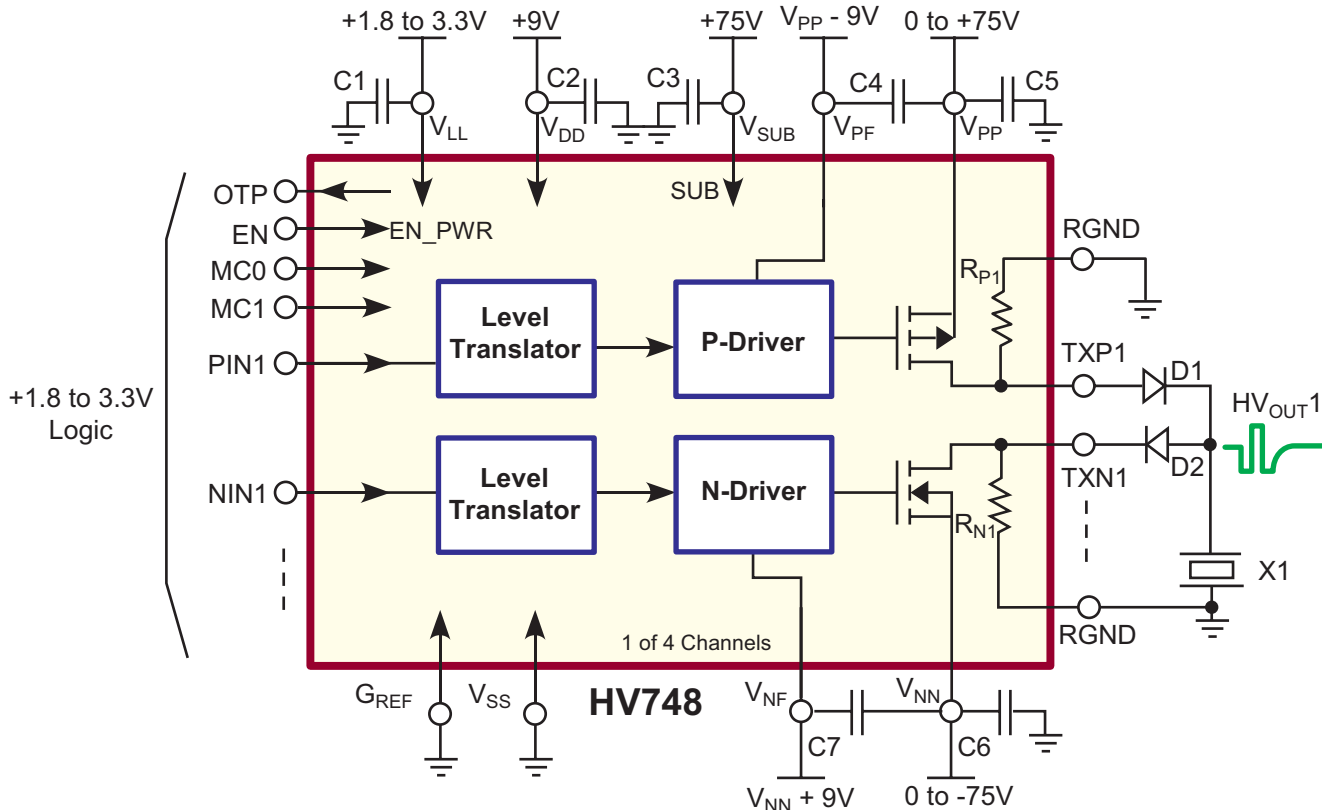 +1.8 to 3.3V
+9V
+75V
VPP - 9V
0 to +75V
C1
C2
C3
C4
C5
VLL
VDD
VSUB
VPF
VPP
OTP
EN
EN_PWR
SUB
MC0
MC1
PIN1
+1.8 to 3.3V
Logic
NIN1
Level
Translator
P-Driver
Level
Translator
N-Driver
RP1
RGND
TXP1
D1
HVOUT1
D2
TXN1
RN1
X1
RGND
1 of 4 Channels
GREF
VSS
HV748
VNF
VNN
C7
C6
VNN + 9V
0 to -75V